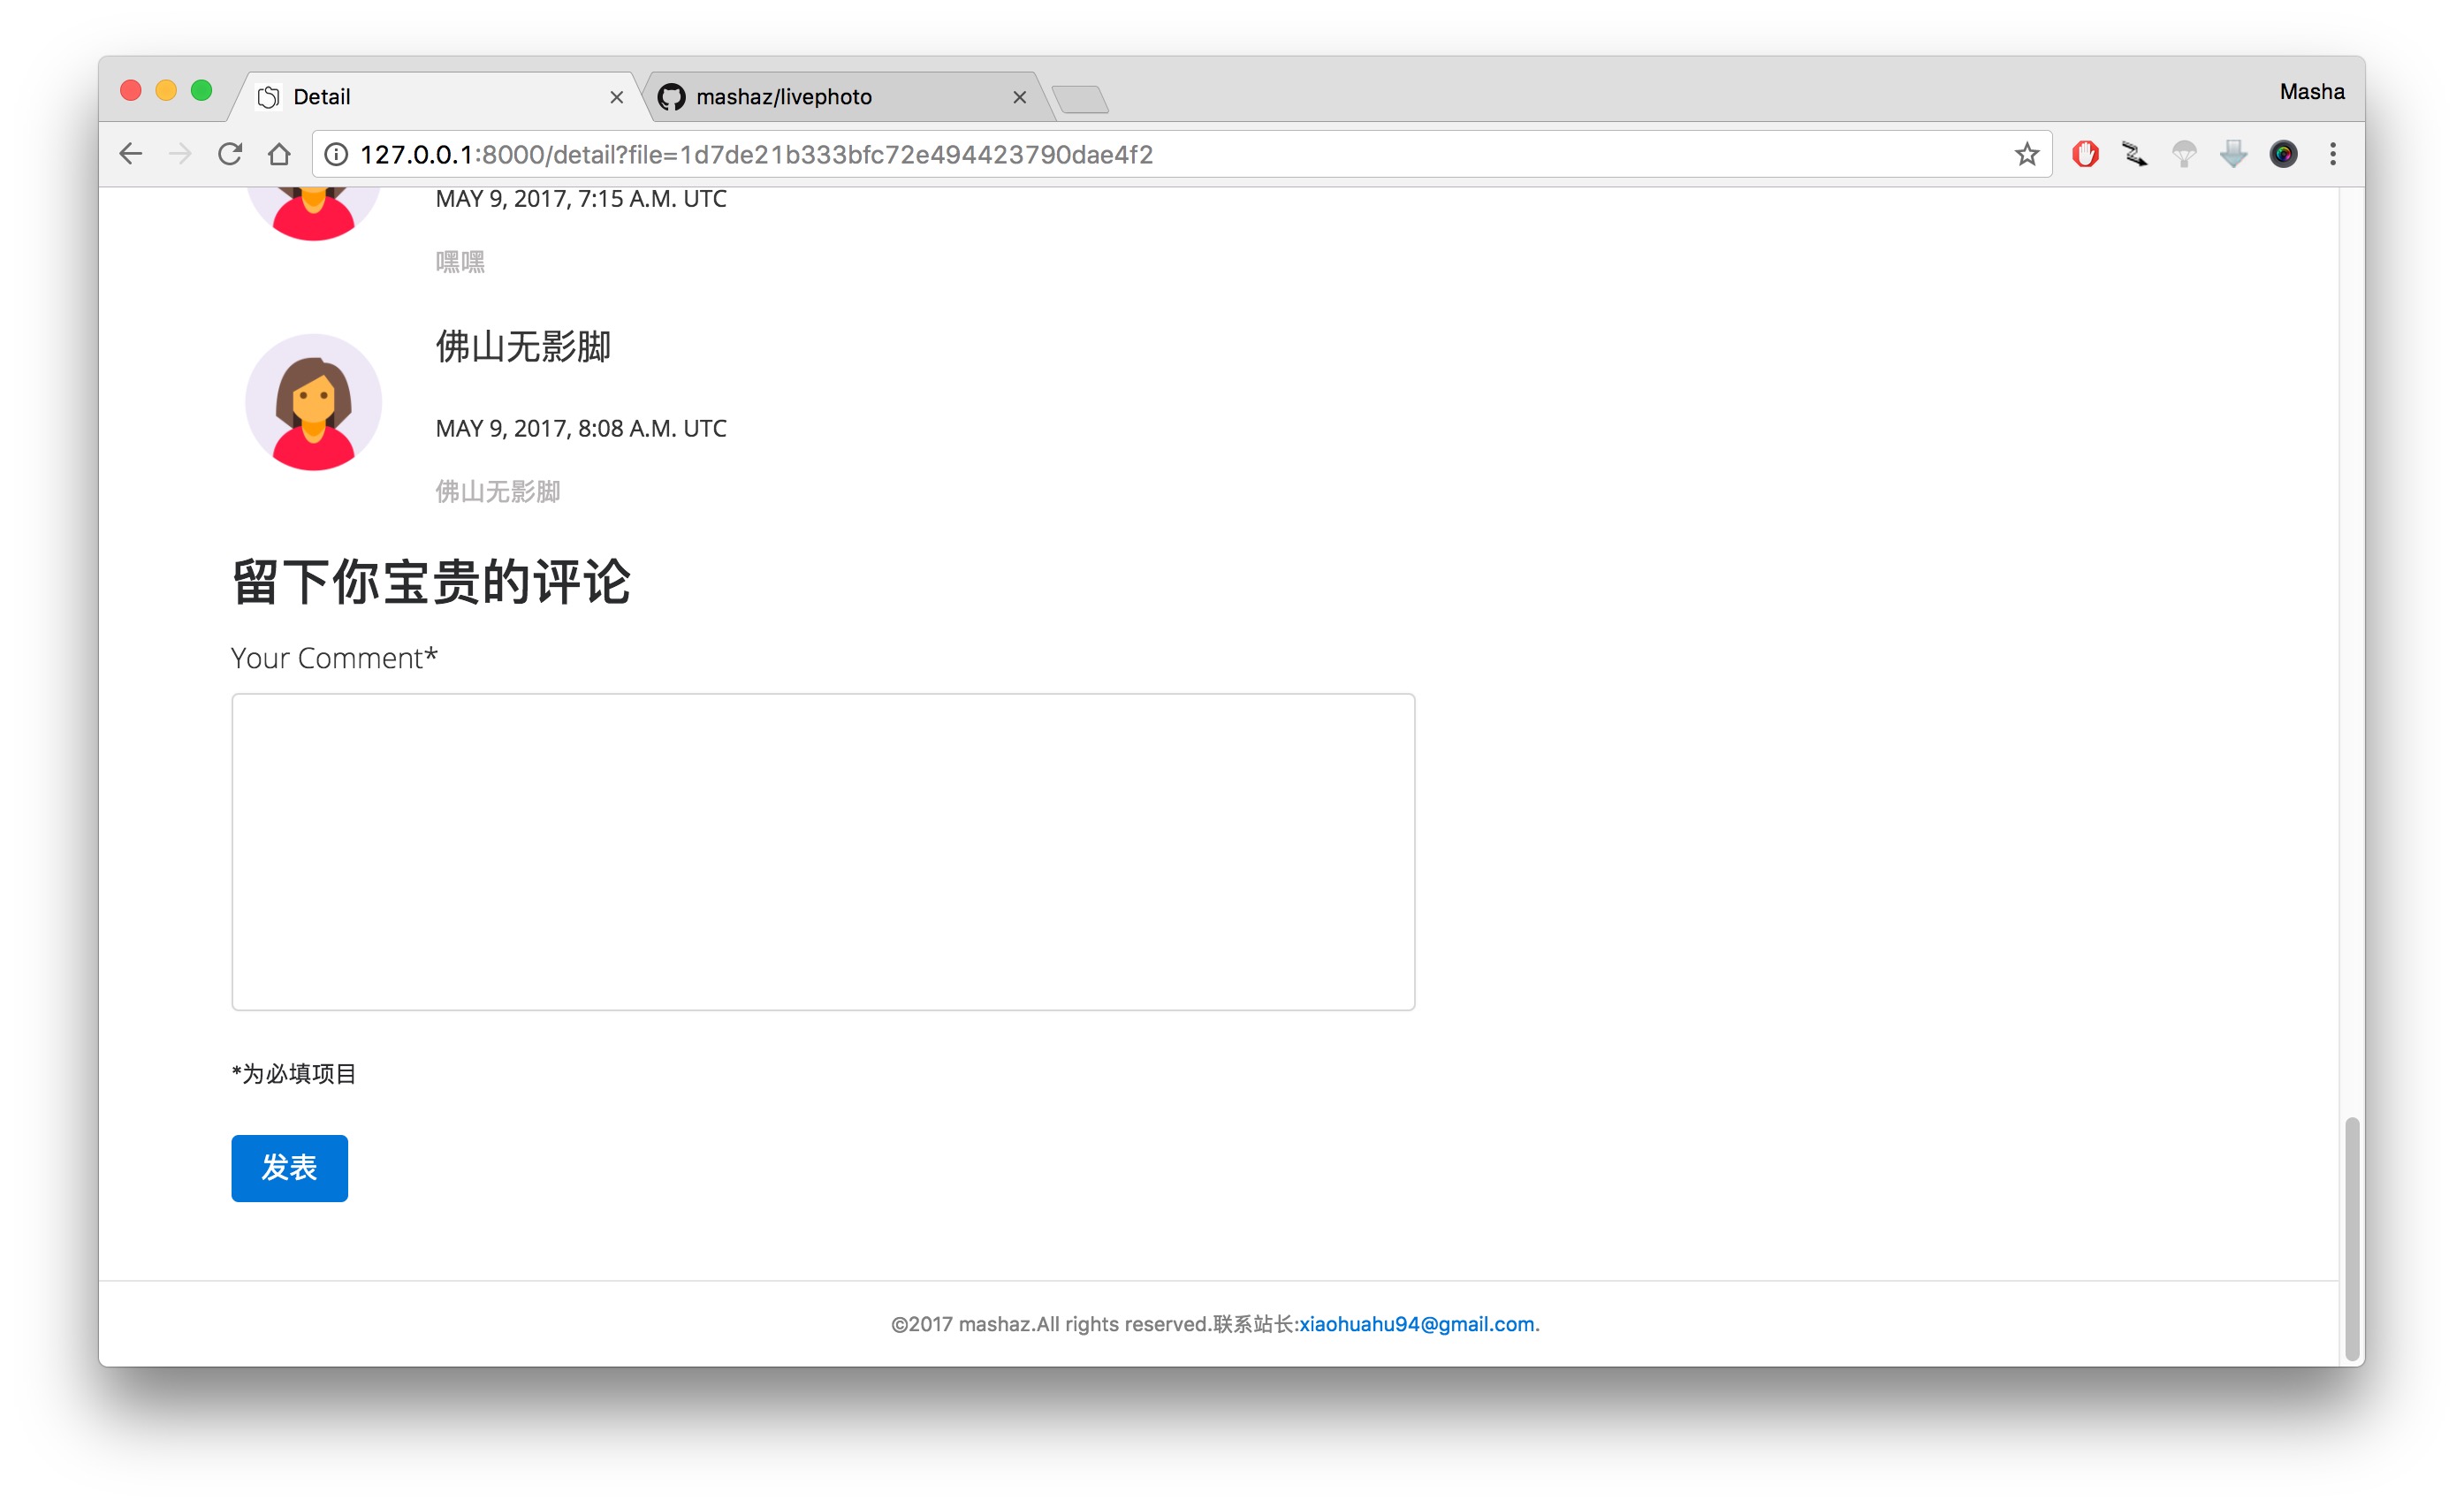 Detail
mashaz/livephoto
Masha
127.0.0.1:8000/detail?file=1d7de21b333bfc72e494423790dae4f2
MAY 9, 2017, 7:15 A.M. UTC
嘿嘿
佛山无影脚
MAY 9, 2017, 8:08 A.M. UTC
佛山无影脚
留下你宝贵的评论
Your Comment*
*为必填项目
发表
©2017 mashaz.All rights reserved.联系站长:xiaohuahu94@gmail.com.